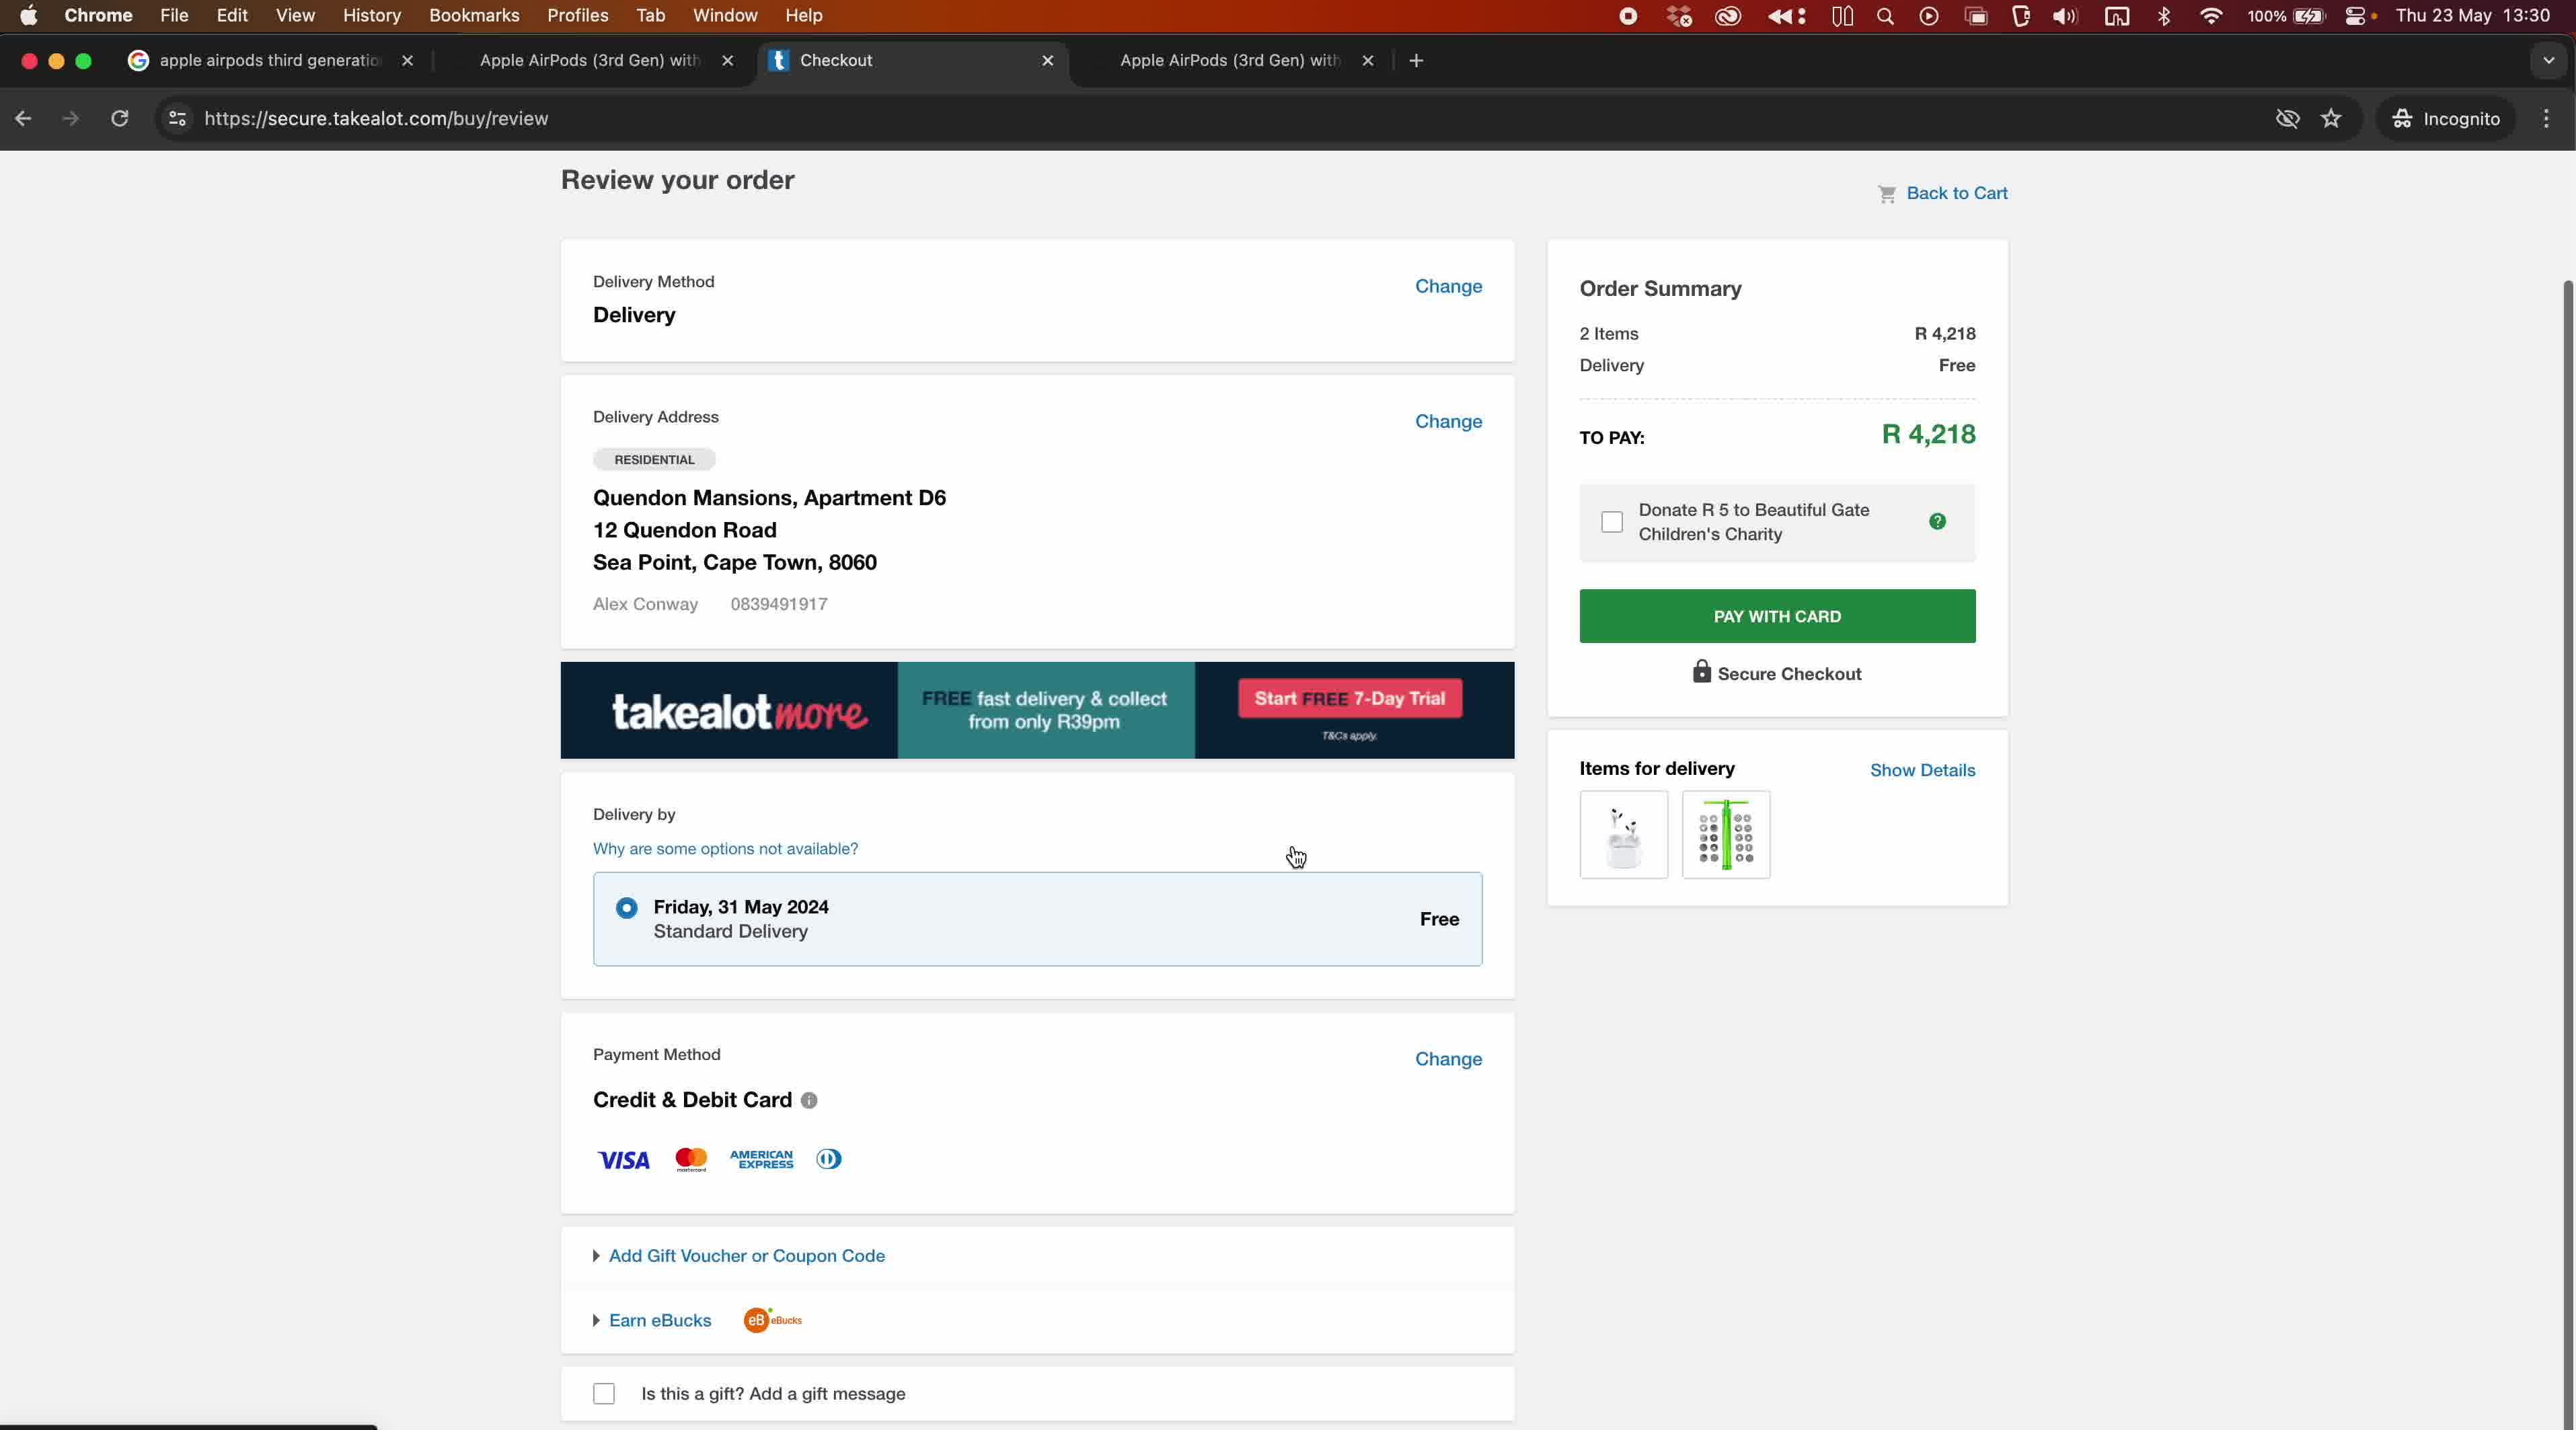 Chrome File Edit View History Bookmarks Profiles Tab Window Help 100% Thu 23 May 13:30
apple airpods third generatio Apple AirPods (3rd Gen) with Checkout Apple AirPods (3rd Gen) with
https://secure.takealot.com/buy/review Incognito
Review your order
Back to Cart
Delivery Method
Change
Delivery
Delivery Address
Change
RESIDENTIAL
Quendon Mansions, Apartment D6
12 Quendon Road
Sea Point, Cape Town, 8060
Alex Conway 0839491917
takealot more
FREE fast delivery & collect
from only R39pm
Start FREE 7-Day Trial
T&Cs apply.
Delivery by
Why are some options not available?
Friday, 31 May 2024
Standard Delivery
Free
Payment Method
Change
Credit & Debit Card
VISA mastercard AMERICAN EXPRESS
Add Gift Voucher or Coupon Code
Earn eBucks eB eBucks
Is this a gift? Add a gift message
Order Summary
2 Items R 4,218
Delivery Free
TO PAY: R 4,218
Donate R 5 to Beautiful Gate
Children's Charity
?
PAY WITH CARD
Secure Checkout
Items for delivery Show Details